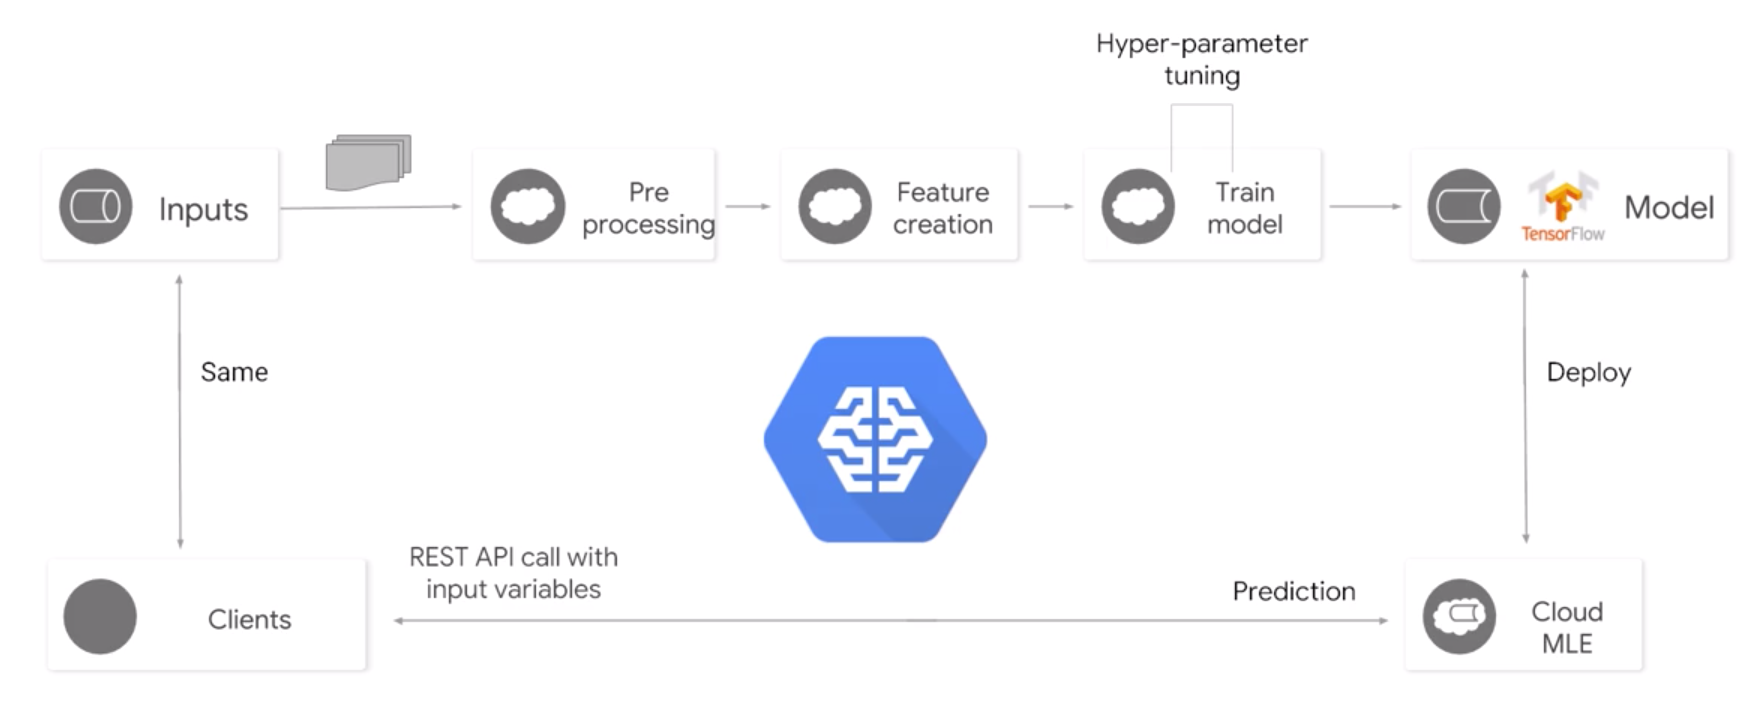 Hyper-parameter
tuning
Inputs
Pre
processing
Feature
creation
Train
model
TensorFlow
Model
Same
Deploy
REST API call with
input variables
Prediction
Clients
Cloud
MLE